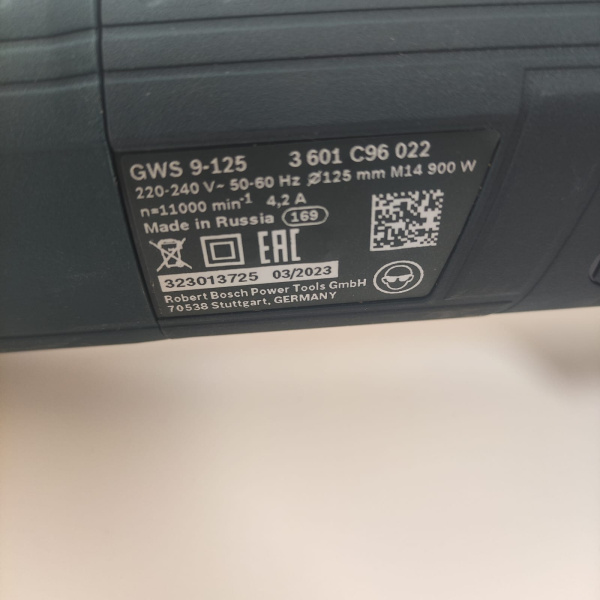 GWS 9-125 3 601 C96 022
220-240 V~ 50-60 Hz Ø125 mm M14 900 W
n=11000 min⁻¹ 4,2 A
Made in Russia 169
EAC
323013725 03/2023
Robert Bosch Power Tools GmbH
70538 Stuttgart, GERMANY